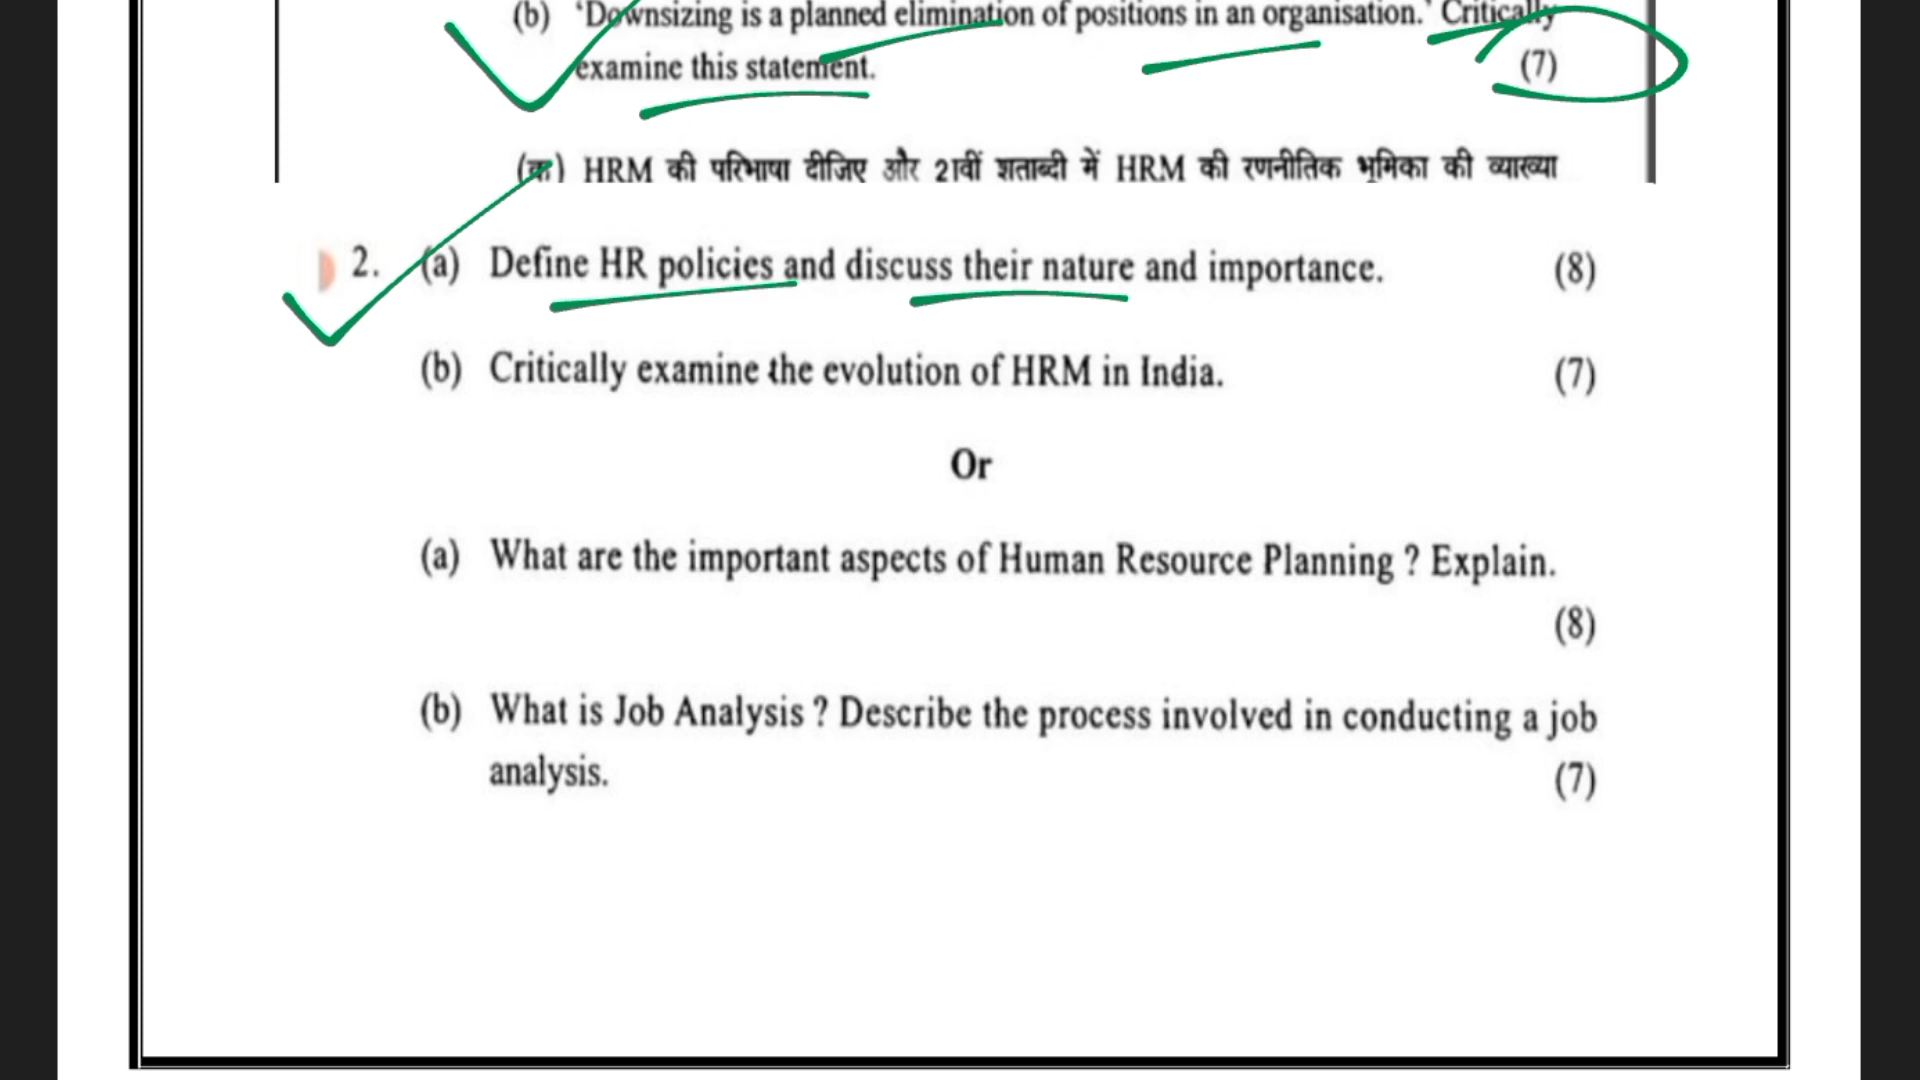 (b) 'Downsizing is a planned elimination of positions in an organisation.' Critically
examine this statement. (7)
(क) HRM की परिभाषा दीजिए और 21वीं शताब्दी में HRM की रणनीतिक भूमिका की व्याख्या
2. (a) Define HR policies and discuss their nature and importance. (8)
(b) Critically examine the evolution of HRM in India. (7)
Or
(a) What are the important aspects of Human Resource Planning ? Explain.
(8)
(b) What is Job Analysis ? Describe the process involved in conducting a job
analysis. (7)